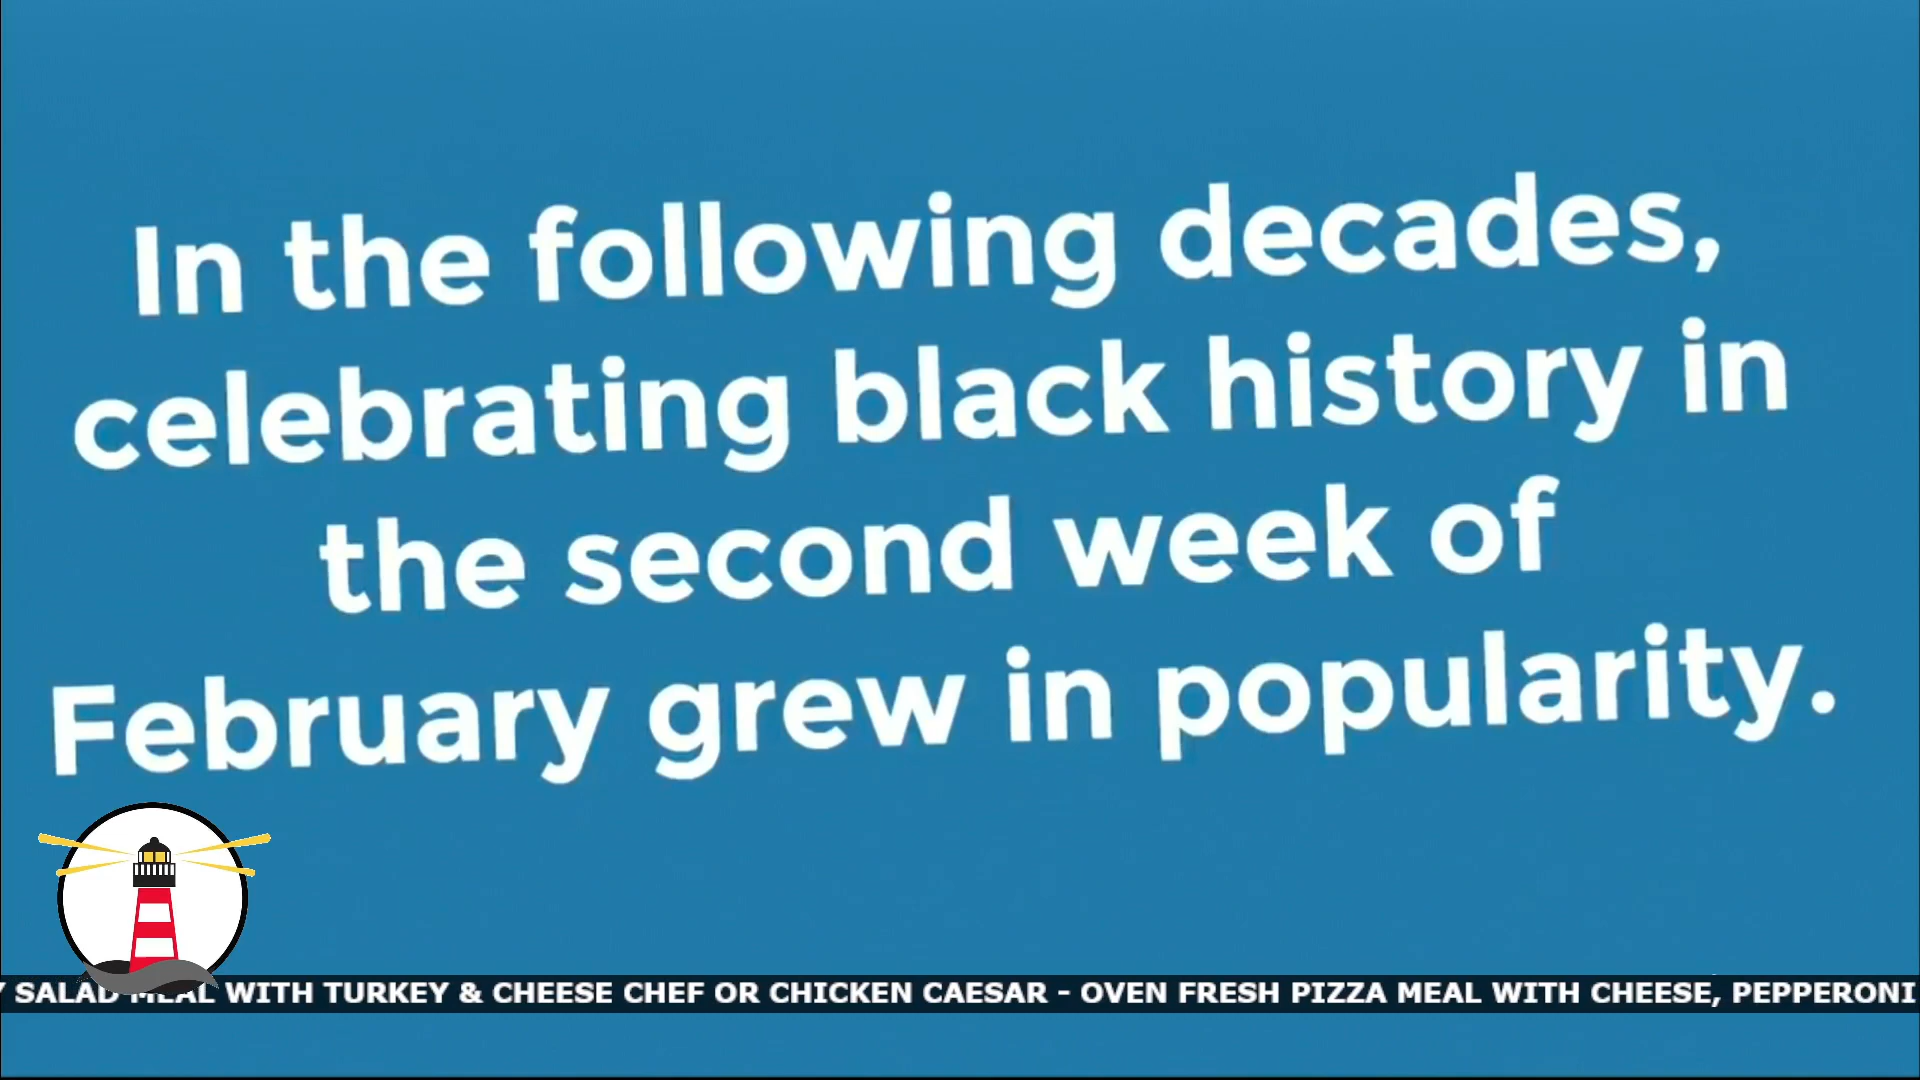 In the following decades,
celebrating black history in
the second week of
February grew in popularity.
SALAD MEAL WITH TURKEY & CHEESE CHEF OR CHICKEN CAESAR - OVEN FRESH PIZZA MEAL WITH CHEESE, PEPPERONI